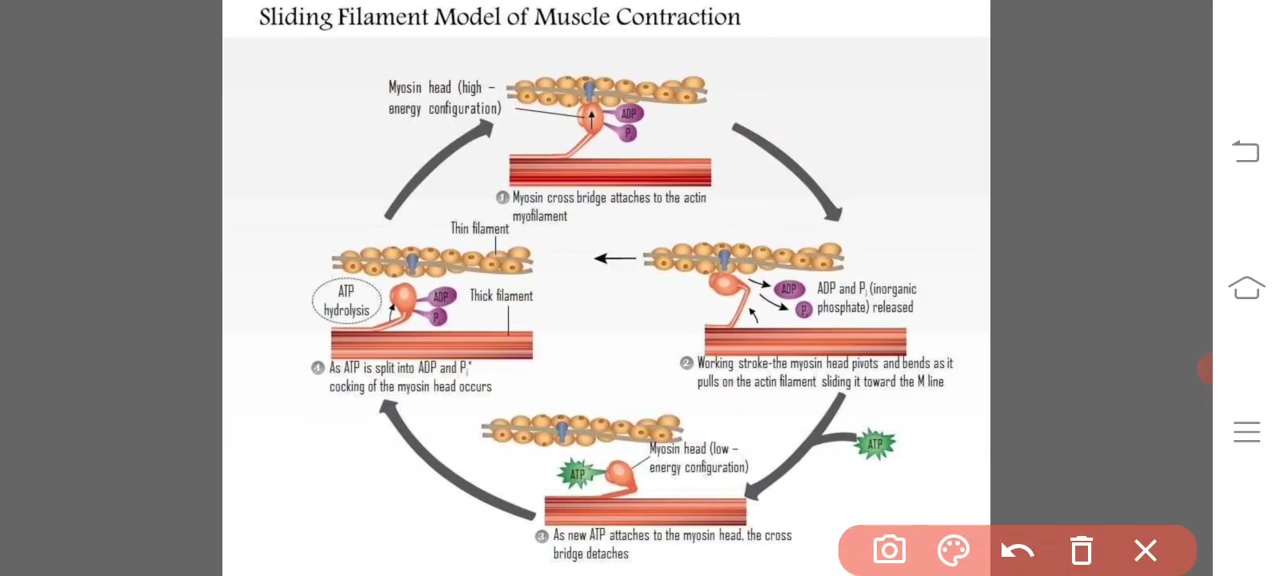 Sliding Filament Model of Muscle Contraction
Myosin head (high –
energy configuration)
ADP
Pi
1 Myosin cross bridge attaches to the actin
myofilament
Thin filament
ATP
hydrolysis
ADP
Pi
Thick filament
ADP
Pi
ADP and Pi (inorganic
phosphate) released
4 As ATP is split into ADP and Pi,
cocking of the myosin head occurs
2 Working stroke-the myosin head pivots and bends as it
pulls on the actin filament sliding it toward the M line
ATP
Myosin head (low –
energy configuration)
ATP
3 As new ATP attaches to the myosin head, the cross
bridge detaches